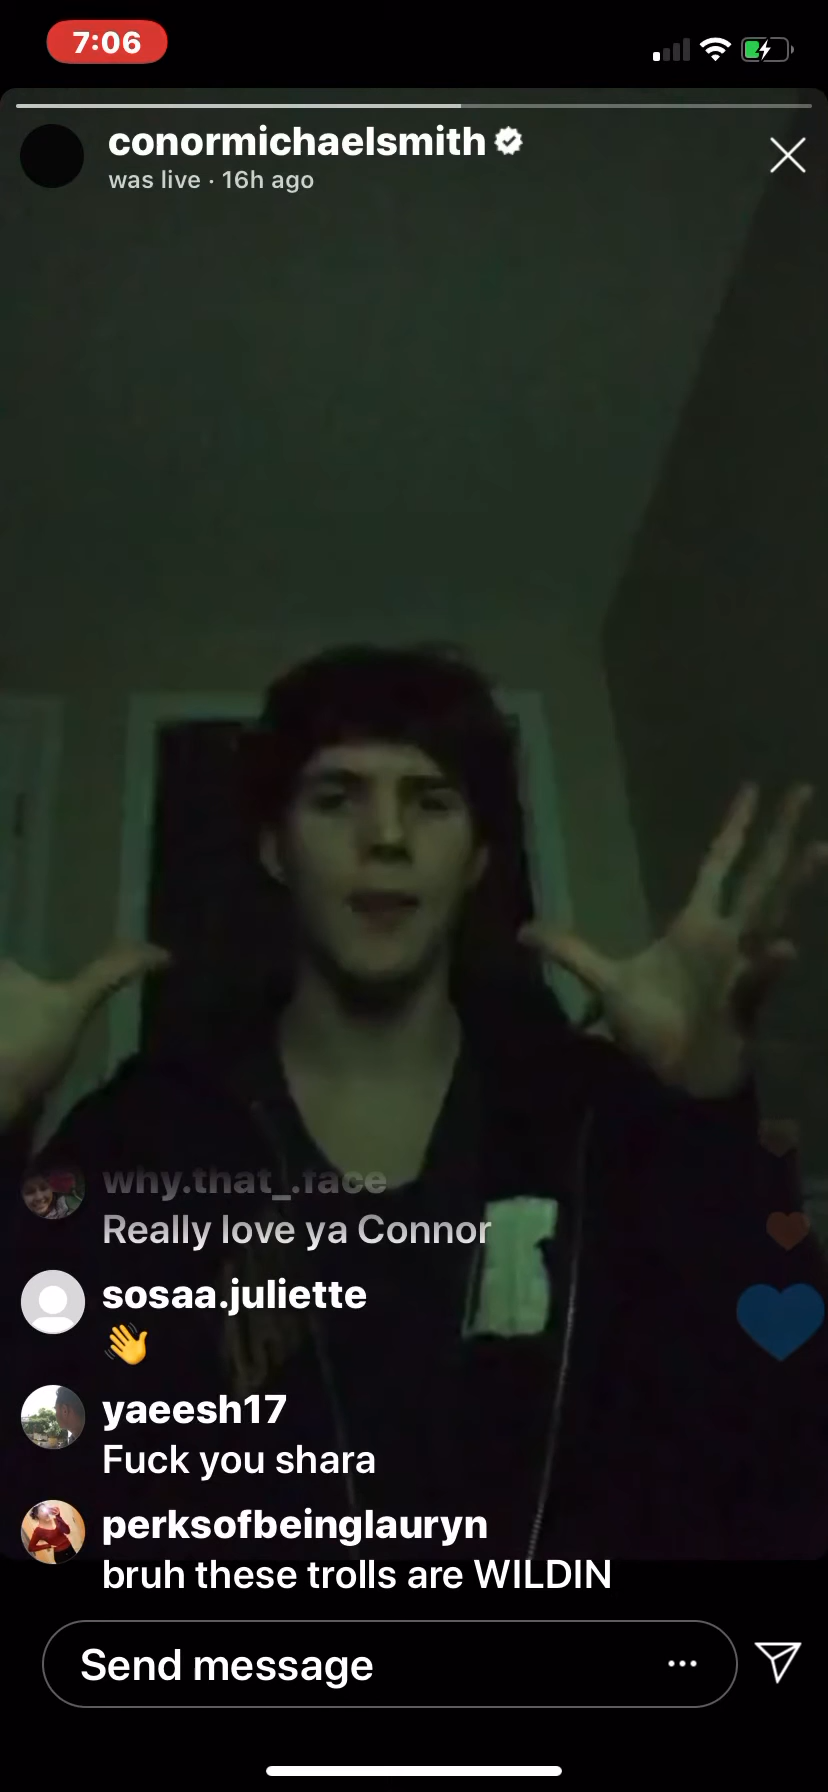 7:06
conormichaelsmith
was live · 16h ago
why.that_.face
Really love ya Connor
sosaa.juliette
👋
yaeesh17
Fuck you shara
perksofbeinglauryn
bruh these trolls are WILDIN
Send message